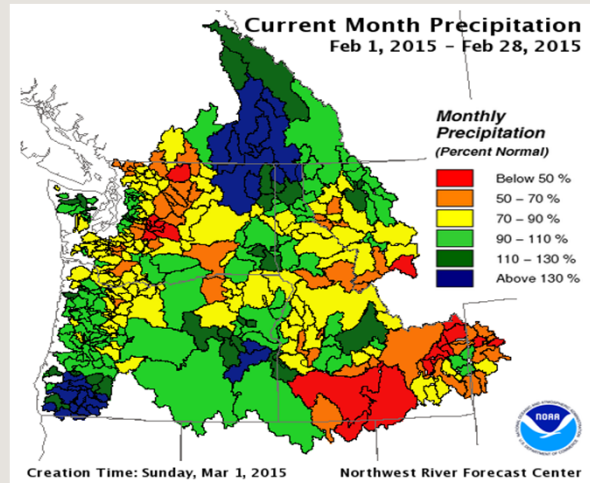 Current Month Precipitation
Feb 1, 2015 – Feb 28, 2015
Monthly
Precipitation
(Percent Normal)
Below 50 %
50 – 70 %
70 – 90 %
90 – 110 %
110 – 130 %
Above 130 %
NOAA
Creation Time: Sunday, Mar 1, 2015
Northwest River Forecast Center